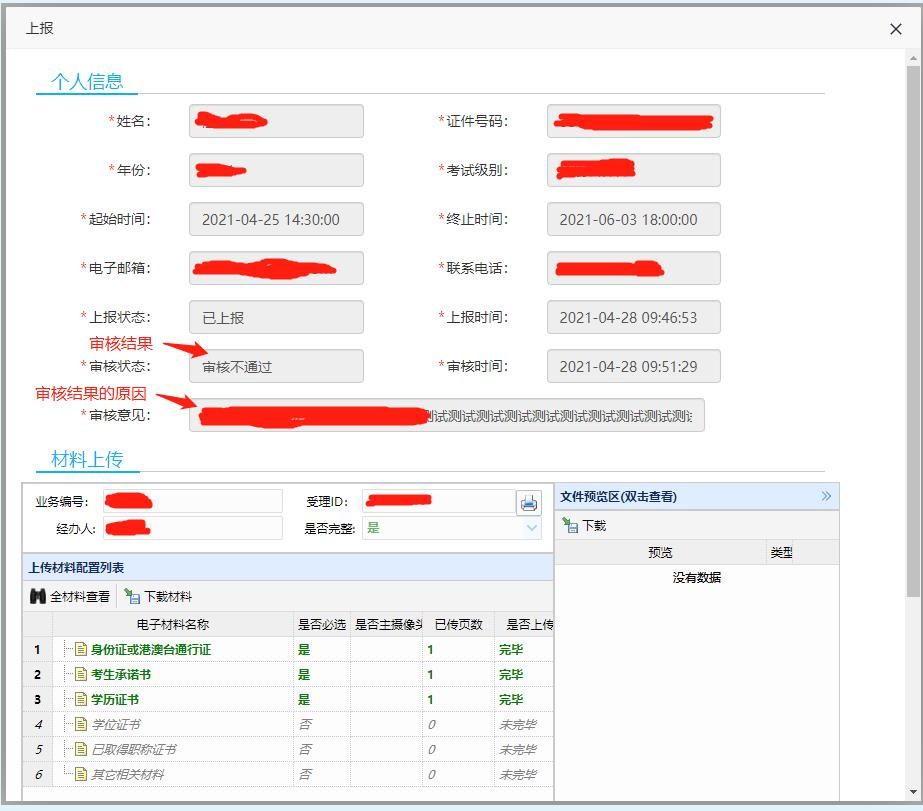 上报
个人信息
*姓名:
*证件号码:
*年份:
*考试级别:
*起始时间: 2021-04-25 14:30:00
*终止时间: 2021-06-03 18:00:00
*电子邮箱:
*联系电话:
*上报状态: 已上报
*上报时间: 2021-04-28 09:46:53
审核结果
*审核状态: 审核不通过
*审核时间: 2021-04-28 09:51:29
审核结果的原因
*审核意见: 测试测试测试测试测试测试测试测试测试测
材料上传
业务编号:
受理ID:
经办人:
是否完整: 是
文件预览区(双击查看)
下载
预览 类型
没有数据
上传材料配置列表
全材料查看 下载材料
电子材料名称 是否必选 是否主摄像头 已传页数 是否上传
1 身份证或港澳台通行证 是 1 完毕
2 考生承诺书 是 1 完毕
3 学历证书 是 1 完毕
4 学位证书 否 0 未完毕
5 已取得职称证书 否 0 未完毕
6 其它相关材料 否 0 未完毕